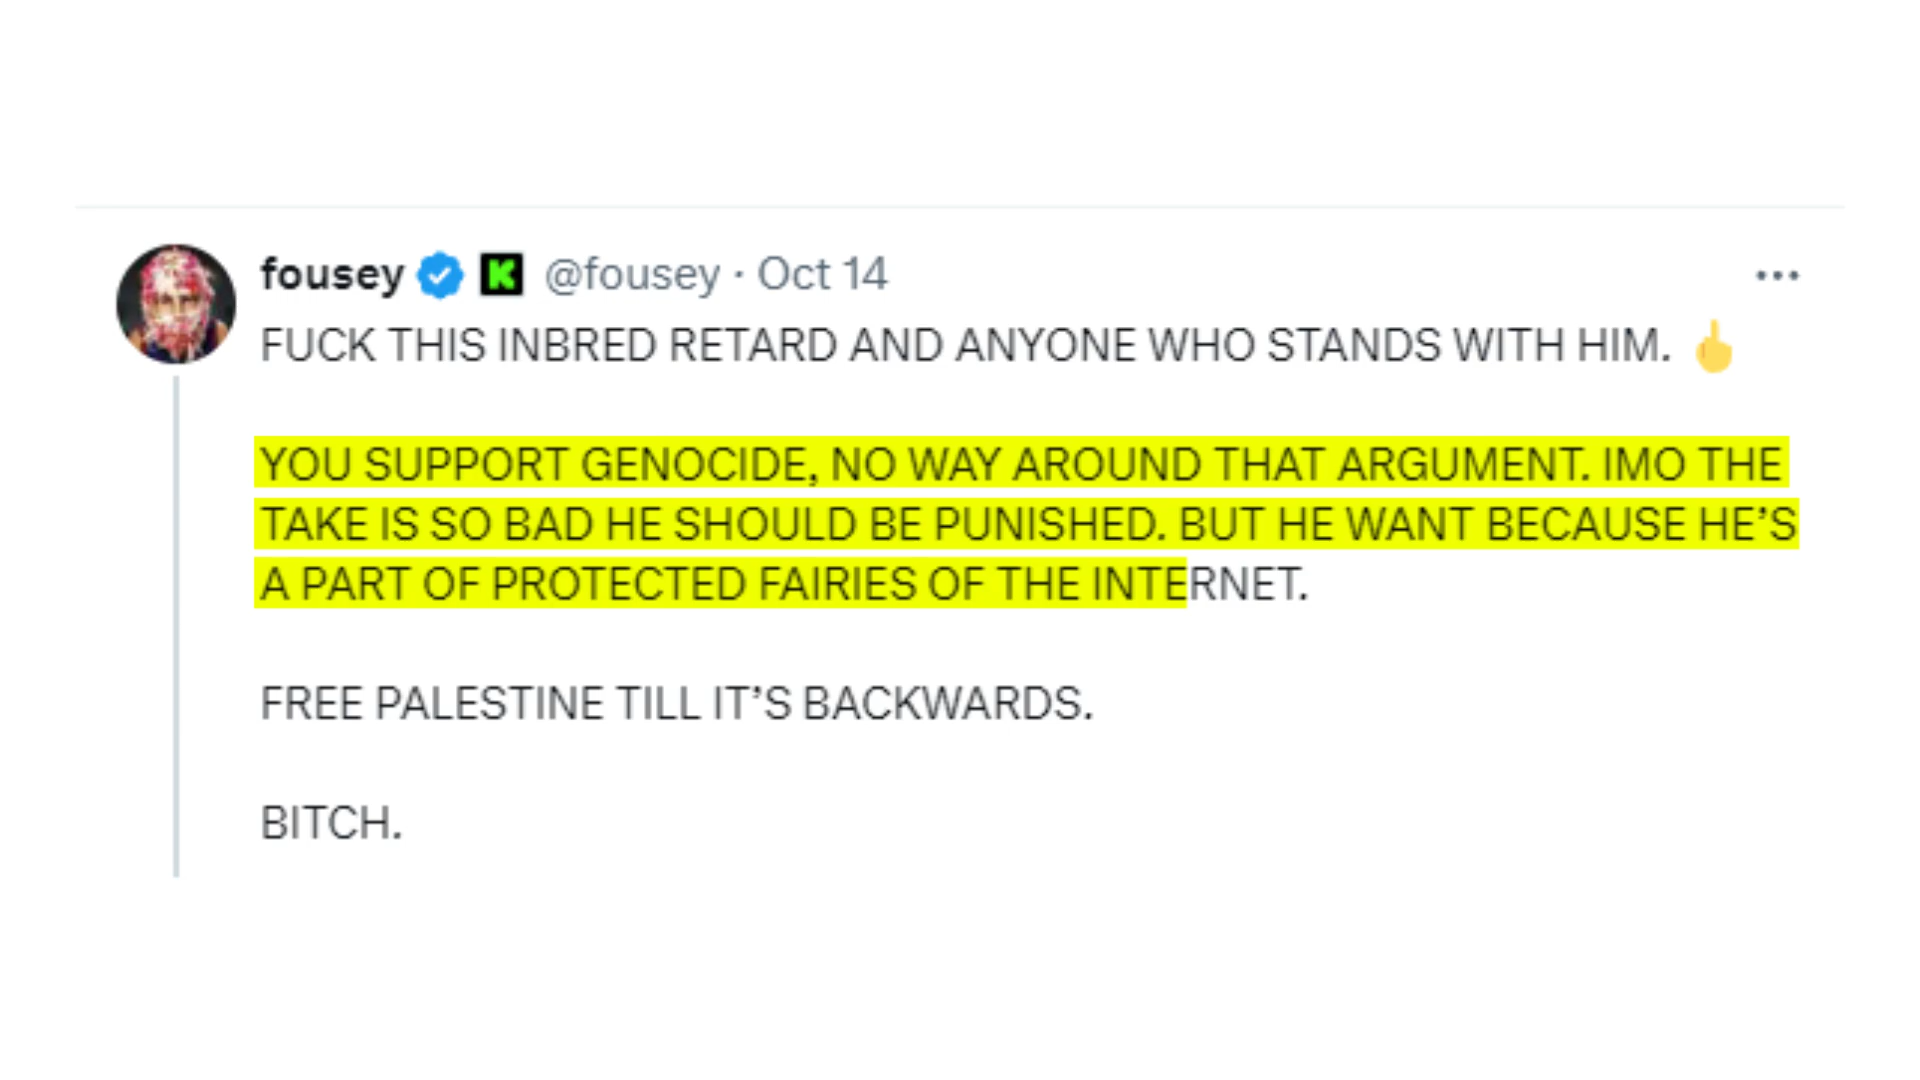 fousey @fousey · Oct 14
FUCK THIS INBRED RETARD AND ANYONE WHO STANDS WITH HIM. 🖕
YOU SUPPORT GENOCIDE, NO WAY AROUND THAT ARGUMENT. IMO THE
TAKE IS SO BAD HE SHOULD BE PUNISHED. BUT HE WANT BECAUSE HE’S
A PART OF PROTECTED FAIRIES OF THE INTERNET.
FREE PALESTINE TILL IT’S BACKWARDS.
BITCH.